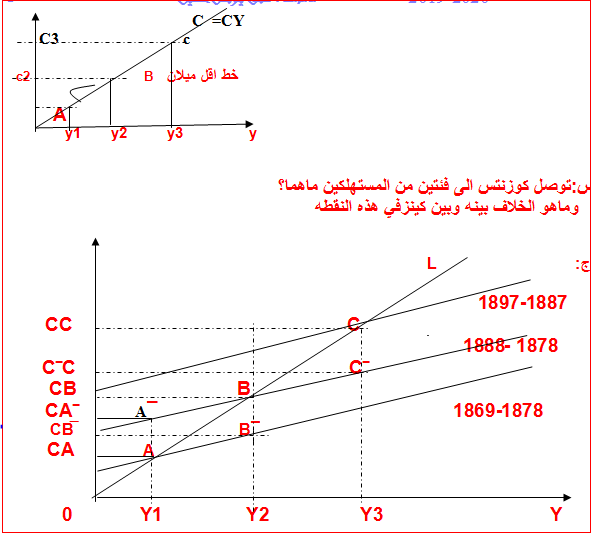 2019-2020
C =CY
C3
c
c2
B
خط اقل ميلان
A
y1 y2 y3 y
س:توصل كوزنتس الى فئتين من المستهلكين ماهما؟
وماهو الخلاف بينه وبين كينزفي هذه النقطه
ج:
L
1897-1887
CC
C
1888- 1878
C¯C
C¯
CB
B
CA¯
A¯
1869-1878
CB¯
B¯
CA
A
0 Y1 Y2 Y3 Y